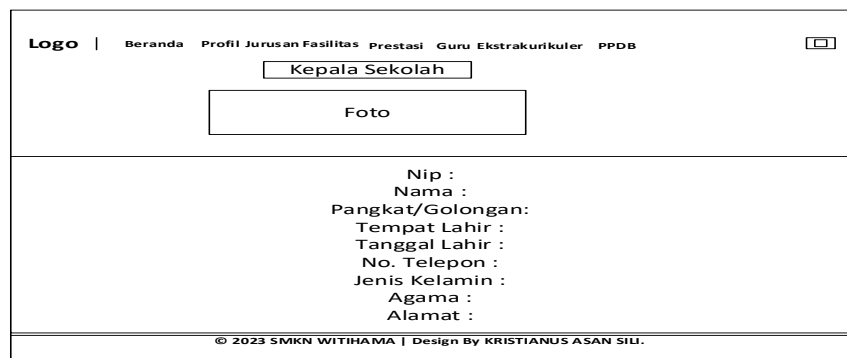 Logo | Beranda Profil Jurusan Fasilitas Prestasi Guru Ekstrakurikuler PPDB
Kepala Sekolah
Foto
Nip :
Nama :
Pangkat/Golongan:
Tempat Lahir :
Tanggal Lahir :
No. Telepon :
Jenis Kelamin :
Agama :
Alamat :
© 2023 SMKN WITIHAMA | Design By KRISTIANUS ASAN SILI.